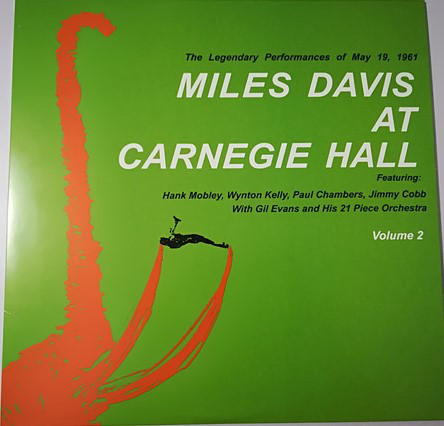 The Legendary Performances of May 19, 1961
MILES DAVIS
AT
CARNEGIE HALL
Featuring:
Hank Mobley, Wynton Kelly, Paul Chambers, Jimmy Cobb
With Gil Evans and His 21 Piece Orchestra
Volume 2